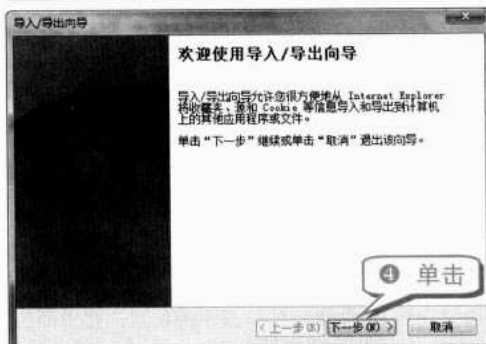 导入/导出向导
欢迎使用导入/导出向导
导入/导出向导允许您很方便地从 Internet Explorer
将收藏夹、源和 Cookie 等信息导入和导出到计算机
上的其他应用程序或文件。
单击“下一步”继续或单击“取消”退出该向导。
❹ 单击
<上一步(B) 下一步(N) > 取消